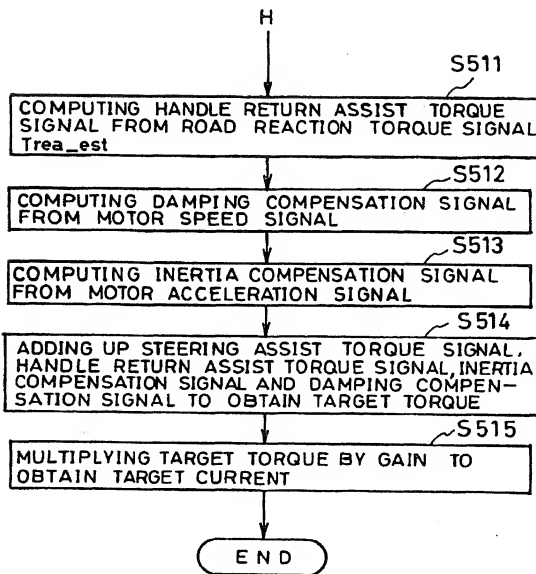 H
S511
COMPUTING HANDLE RETURN ASSIST TORQUE
SIGNAL FROM ROAD REACTION TORQUE SIGNAL
Trea_est
S512
COMPUTING DAMPING COMPENSATION SIGNAL
FROM MOTOR SPEED SIGNAL
S513
COMPUTING INERTIA COMPENSATION SIGNAL
FROM MOTOR ACCELERATION SIGNAL
S514
ADDING UP STEERING ASSIST TORQUE SIGNAL,
HANDLE RETURN ASSIST TORQUE SIGNAL, INERTIA
COMPENSATION SIGNAL AND DAMPING COMPEN-
SATION SIGNAL TO OBTAIN TARGET TORQUE
S515
MULTIPLYING TARGET TORQUE BY GAIN TO
OBTAIN TARGET CURRENT
END